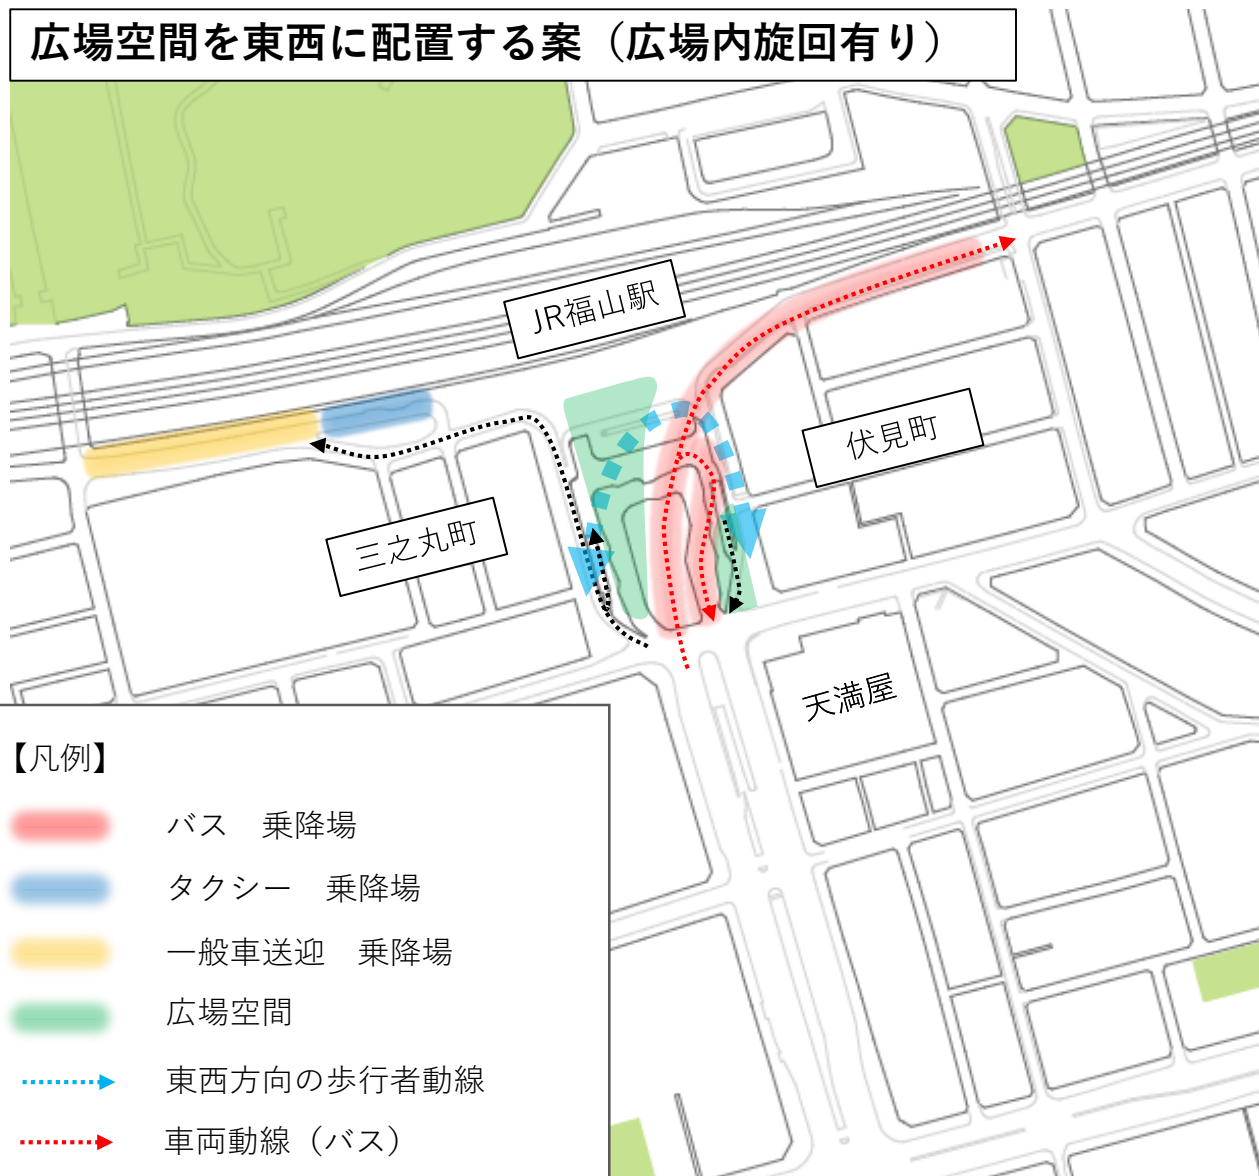 広場空間を東西に配置する案（広場内旋回有り）
JR福山駅
伏見町
三之丸町
天満屋
【凡例】
バス　乗降場
タクシー　乗降場
一般車送迎　乗降場
広場空間
東西方向の歩行者動線
車両動線（バス）